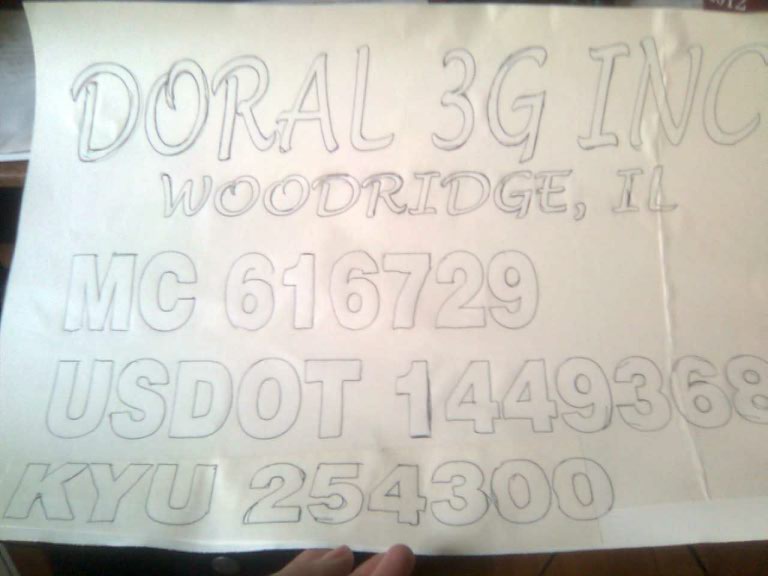 DORAL 3G INC
WOODRIDGE, IL
MC 616729
USDOT 1449368
KYU 254300